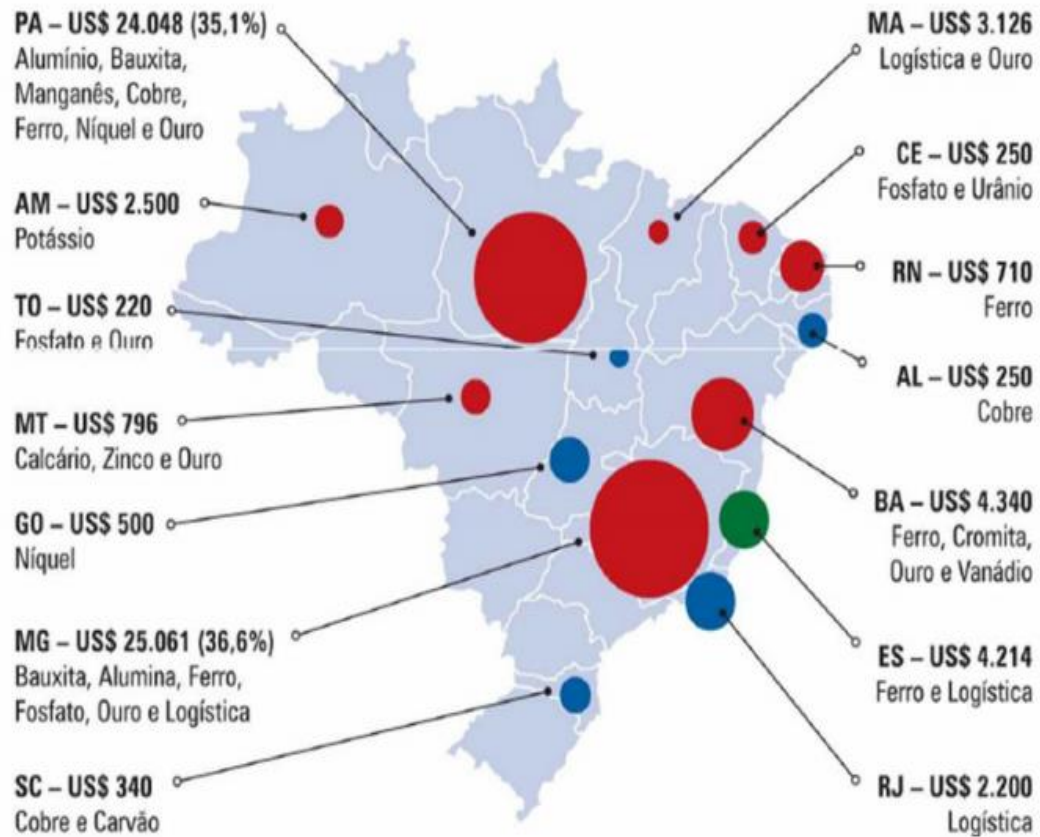 PA – US$ 24.048 (35,1%)
Alumínio, Bauxita,
Manganês, Cobre,
Ferro, Níquel e Ouro
AM – US$ 2.500
Potássio
TO – US$ 220
Fosfato e Ouro
MT – US$ 796
Calcário, Zinco e Ouro
GO – US$ 500
Níquel
MG – US$ 25.061 (36,6%)
Bauxita, Alumina, Ferro,
Fosfato, Ouro e Logística
SC – US$ 340
Cobre e Carvão
MA – US$ 3.126
Logística e Ouro
CE – US$ 250
Fosfato e Urânio
RN – US$ 710
Ferro
AL – US$ 250
Cobre
BA – US$ 4.340
Ferro, Cromita,
Ouro e Vanádio
ES – US$ 4.214
Ferro e Logística
RJ – US$ 2.200
Logística